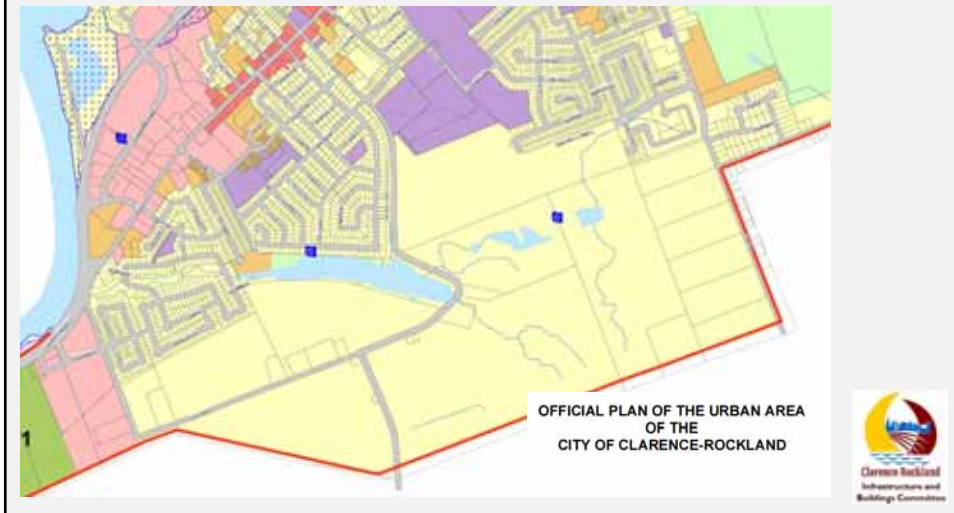 OFFICIAL PLAN OF THE URBAN AREA
OF THE
CITY OF CLARENCE-ROCKLAND
1
Clarence Rockland
Infrastructure and
Buildings Committee